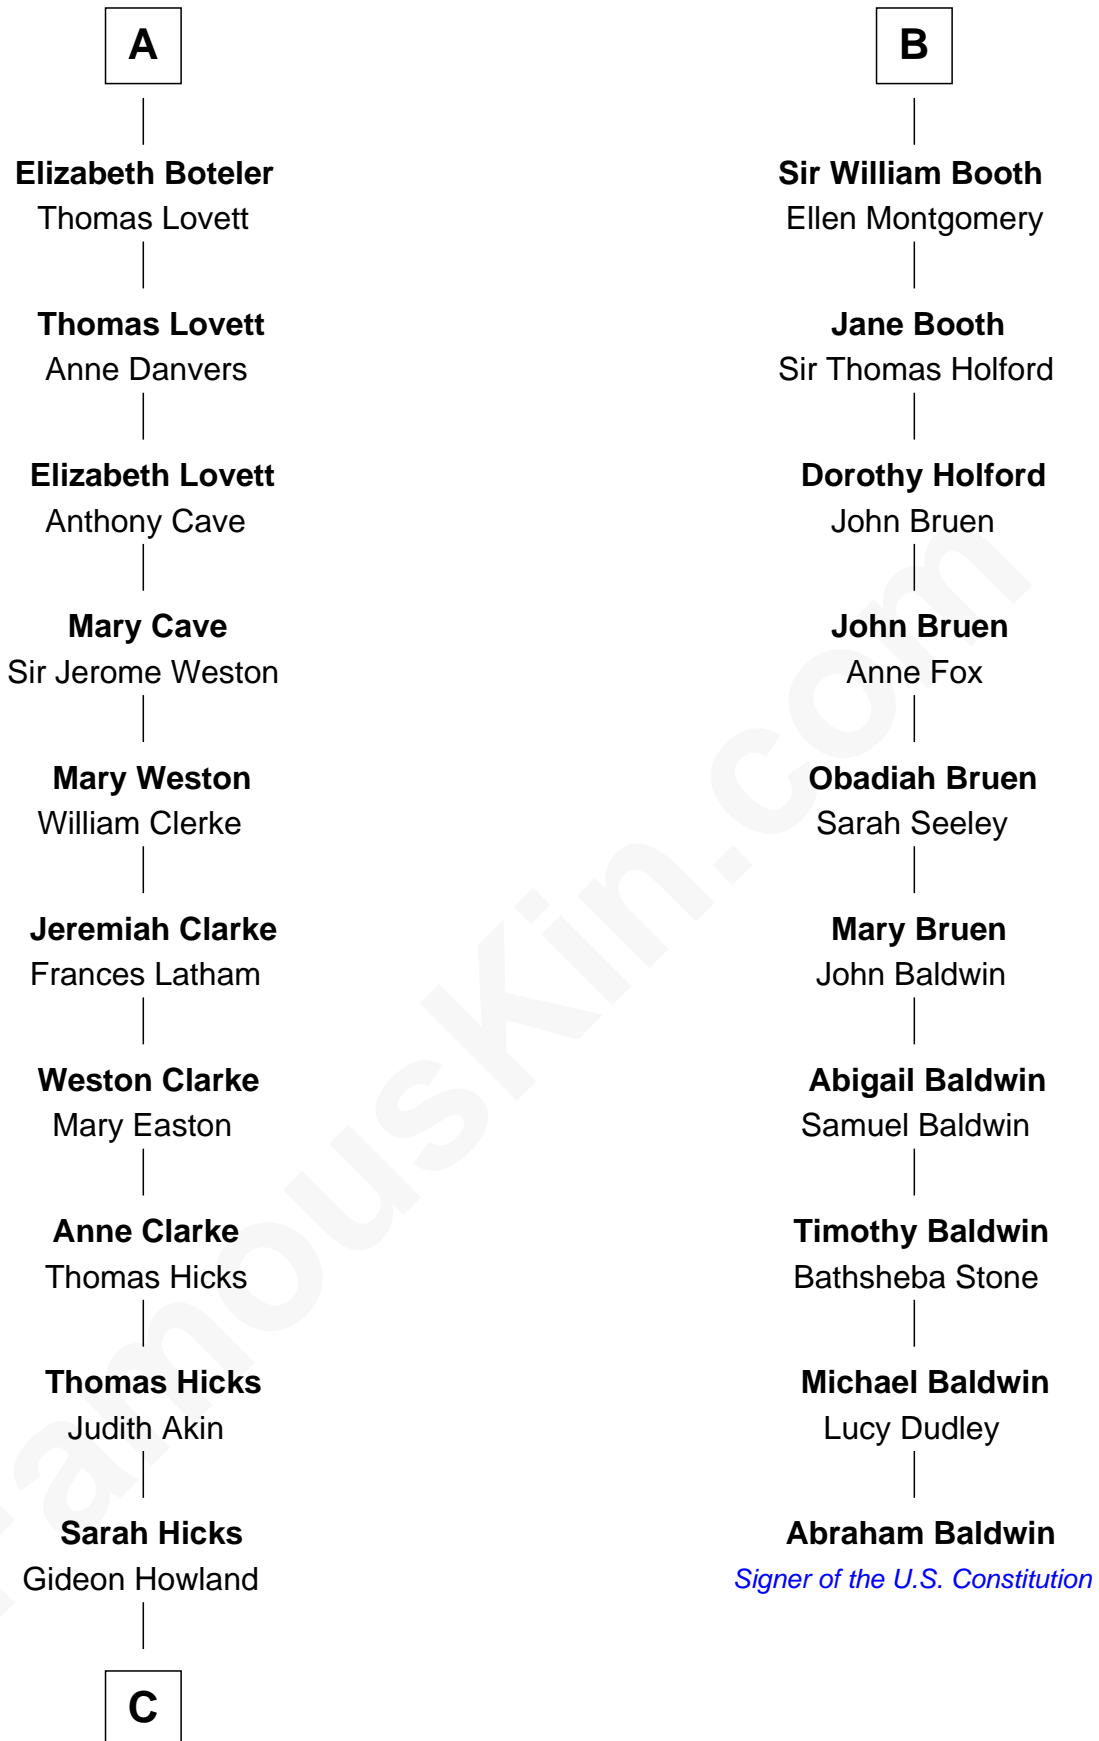 A
Elizabeth Boteler
Thomas Lovett
Thomas Lovett
Anne Danvers
Elizabeth Lovett
Anthony Cave
Mary Cave
Sir Jerome Weston
Mary Weston
William Clerke
Jeremiah Clarke
Frances Latham
Weston Clarke
Mary Easton
Anne Clarke
Thomas Hicks
Thomas Hicks
Judith Akin
Sarah Hicks
Gideon Howland
C
B
Sir William Booth
Ellen Montgomery
Jane Booth
Sir Thomas Holford
Dorothy Holford
John Bruen
John Bruen
Anne Fox
Obadiah Bruen
Sarah Seeley
Mary Bruen
John Baldwin
Abigail Baldwin
Samuel Baldwin
Timothy Baldwin
Bathsheba Stone
Michael Baldwin
Lucy Dudley
Abraham Baldwin
Signer of the U.S. Constitution
FamousKin.com